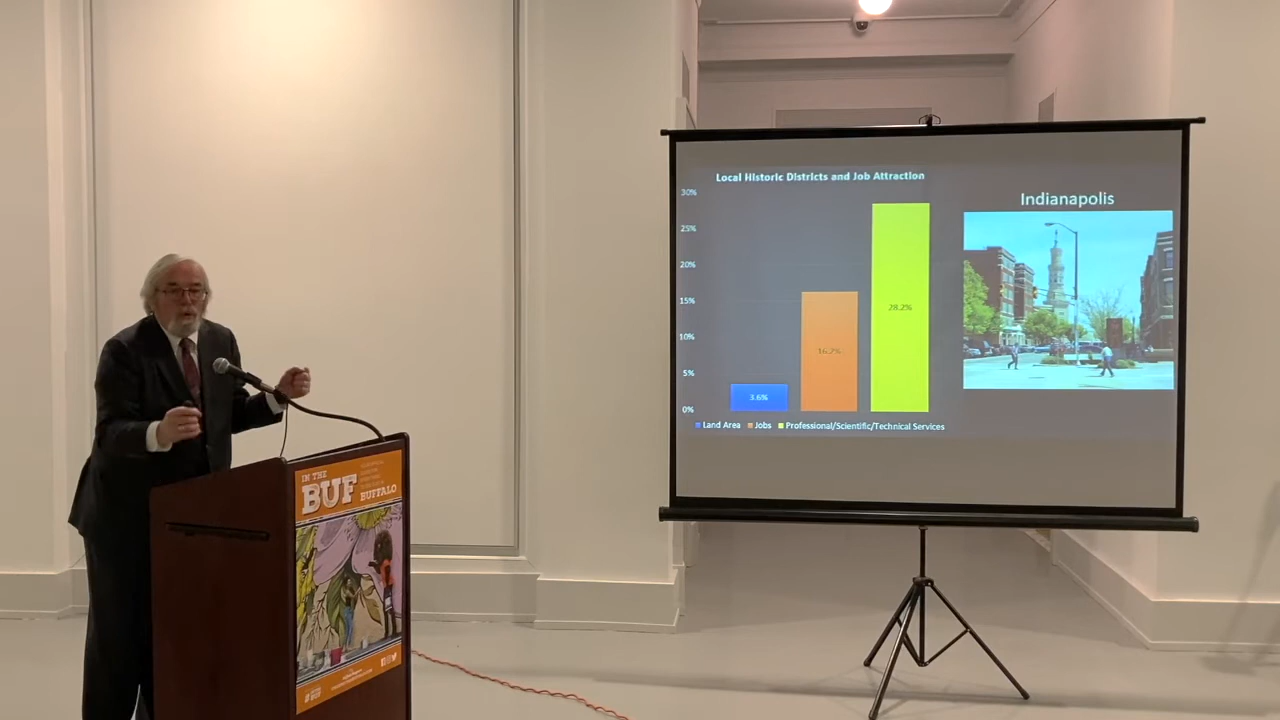 IN THE
BUF
BUFFALO
Local Historic Districts and Job Attraction
30%
25%
20%
15%
10%
5%
0%
3.6%
16.2%
28.2%
Land Area Jobs Professional/Scientific/Technical Services
Indianapolis